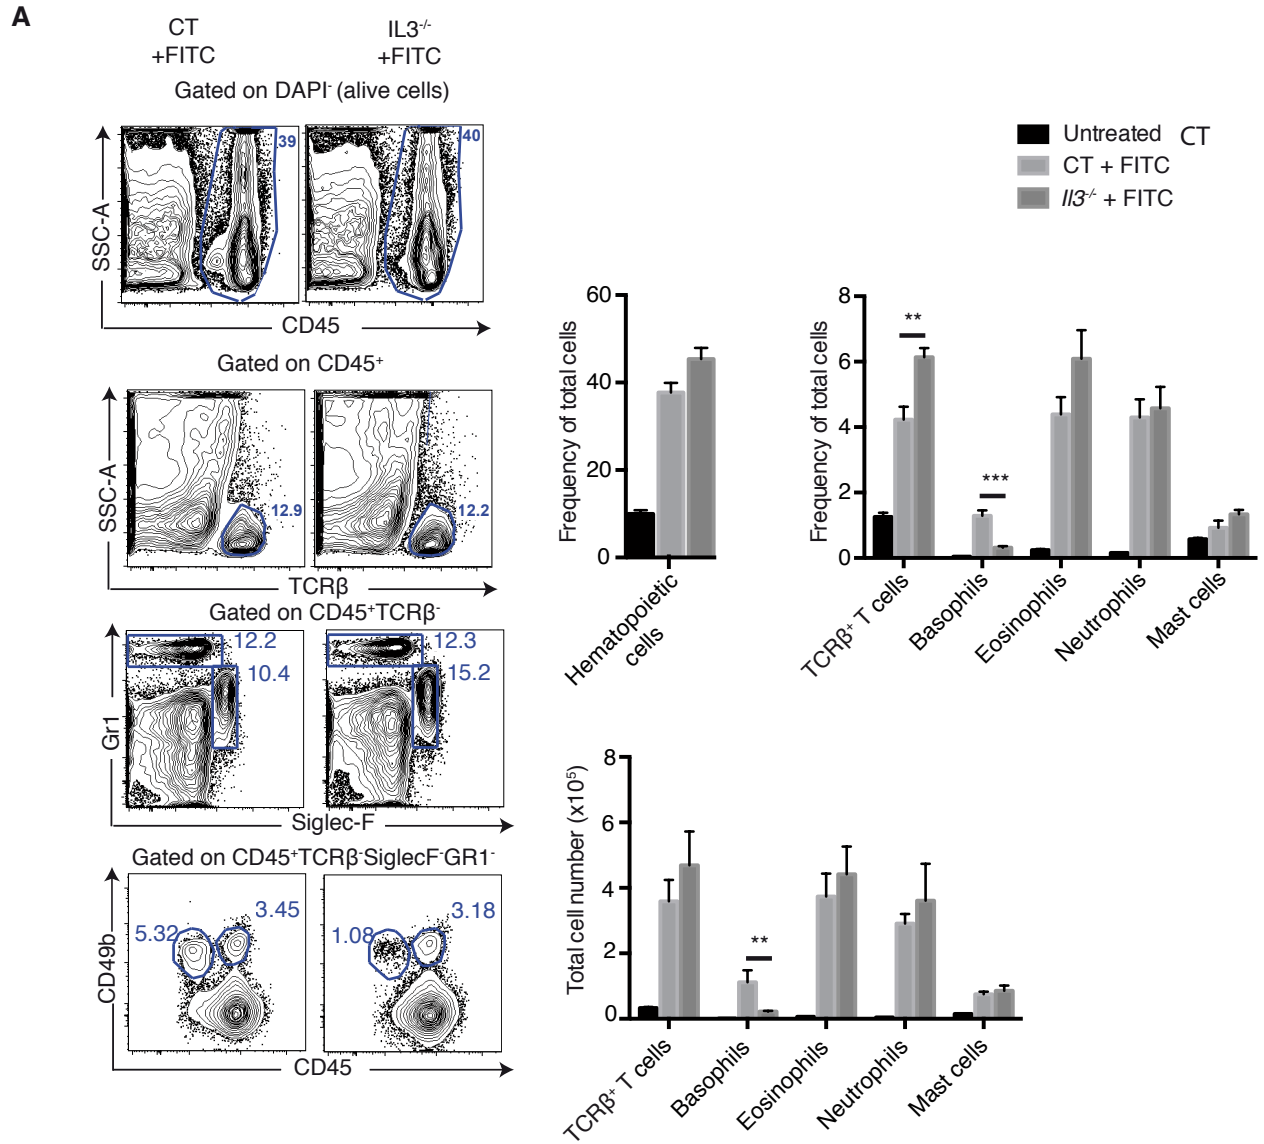 A
CT
+FITC
IL3-/-
+FITC
Gated on DAPI- (alive cells)
39
40
SSC-A
CD45
Gated on CD45+
12.9
12.2
SSC-A
TCRβ
Gated on CD45+TCRβ-
12.2
10.4
12.3
15.2
Gr1
Siglec-F
Gated on CD45+TCRβ-SiglecF-GR1-
5.32
3.45
1.08
3.18
CD49b
CD45
Untreated CT
CT + FITC
Il3-/- + FITC
Frequency of total cells
60
40
20
0
Hematopoietic
cells
Frequency of total cells
8
6
4
2
0
**
***
TCRβ+ T cells
Basophils
Eosinophils
Neutrophils
Mast cells
Total cell number (x10⁵)
8
6
4
2
0
**
TCRβ+ T cells
Basophils
Eosinophils
Neutrophils
Mast cells